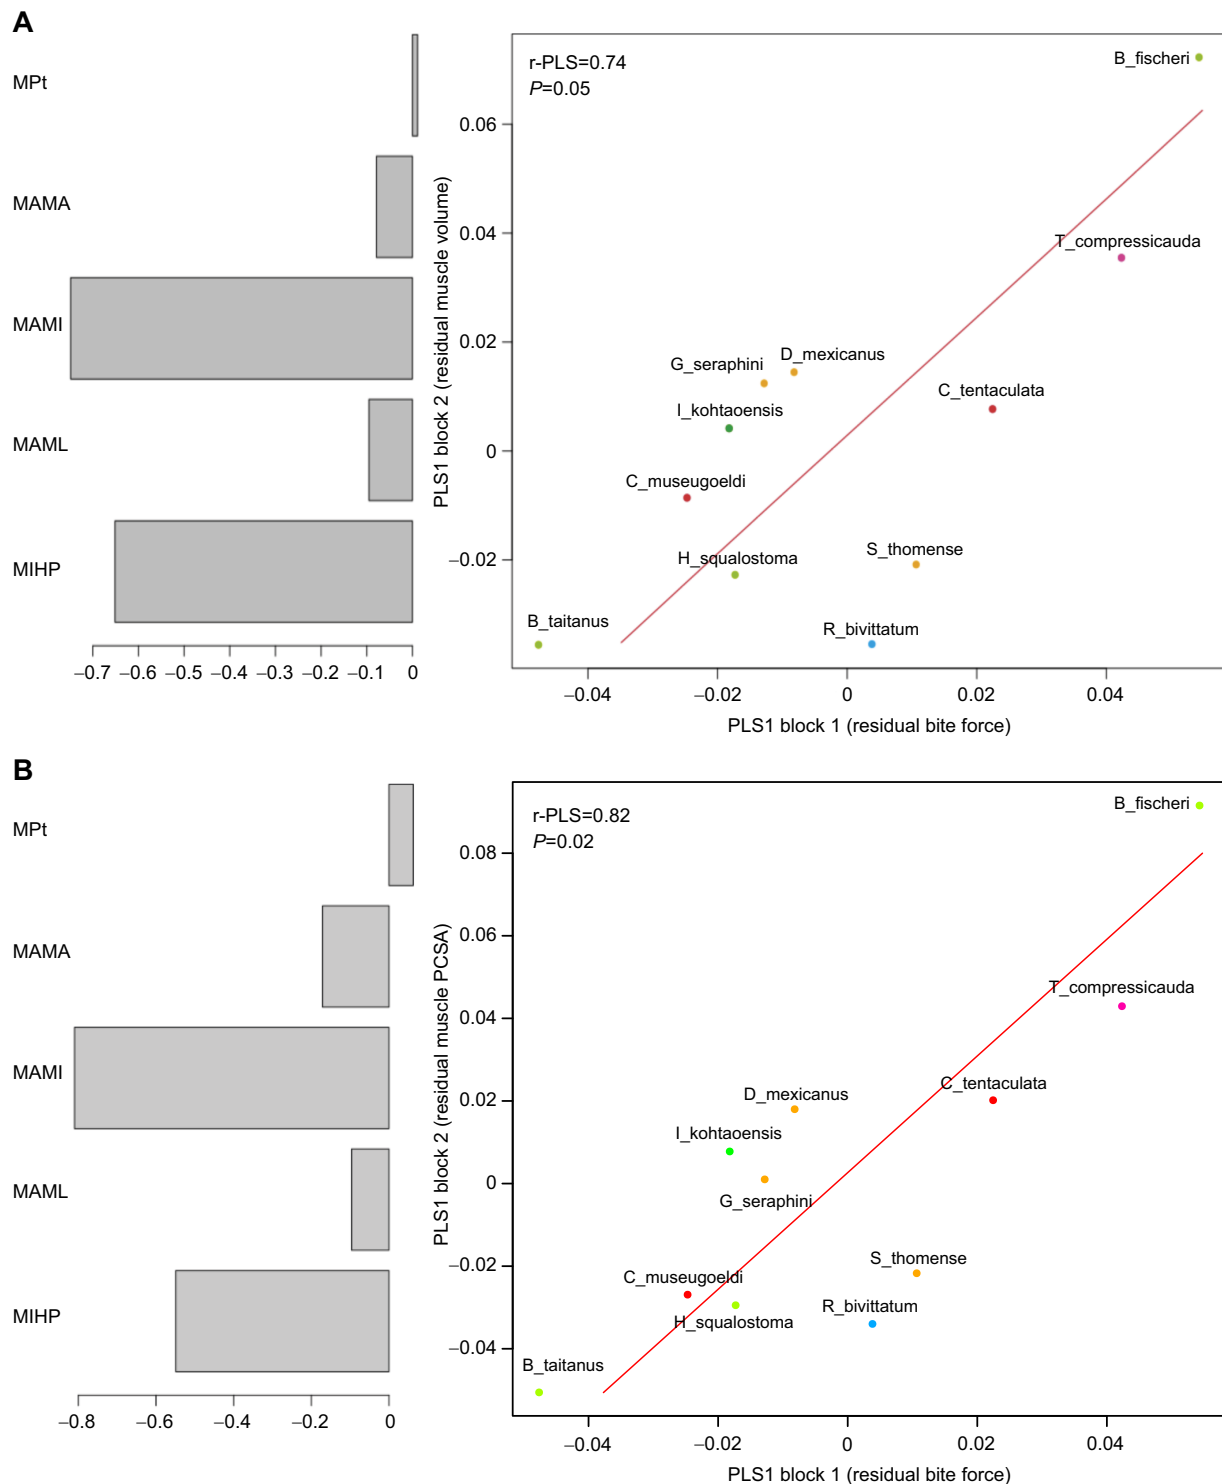 A
MPt
MAMA
MAMI
MAML
MIHP
−0.7 −0.6 −0.5 −0.4 −0.3 −0.2 −0.1 0
PLS1 block 2 (residual muscle volume)
0.06
0.04
0.02
0
−0.02
r-PLS=0.74
P=0.05
B_fischeri
T_compressicauda
D_mexicanus
G_seraphini
C_tentaculata
I_kohtaoensis
C_museugoeldi
S_thomense
H_squalostoma
B_taitanus
R_bivittatum
−0.04 −0.02 0 0.02 0.04
PLS1 block 1 (residual bite force)
B
MPt
MAMA
MAMI
MAML
MIHP
−0.8 −0.6 −0.4 −0.2 0
PLS1 block 2 (residual muscle PCSA)
0.08
0.06
0.04
0.02
0
−0.02
−0.04
r-PLS=0.82
P=0.02
B_fischeri
T_compressicauda
C_tentaculata
D_mexicanus
I_kohtaoensis
G_seraphini
S_thomense
C_museugoeldi
R_bivittatum
H_squalostoma
B_taitanus
−0.04 −0.02 0 0.02 0.04
PLS1 block 1 (residual bite force)